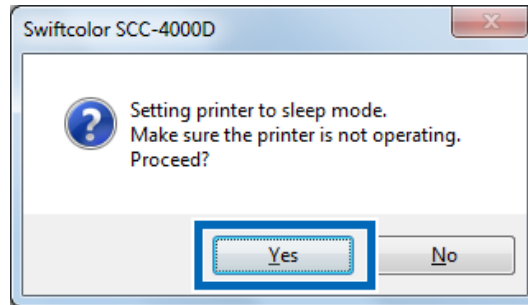 Swiftcolor SCC-4000D
Setting printer to sleep mode.
Make sure the printer is not operating.
Proceed?
Yes
No